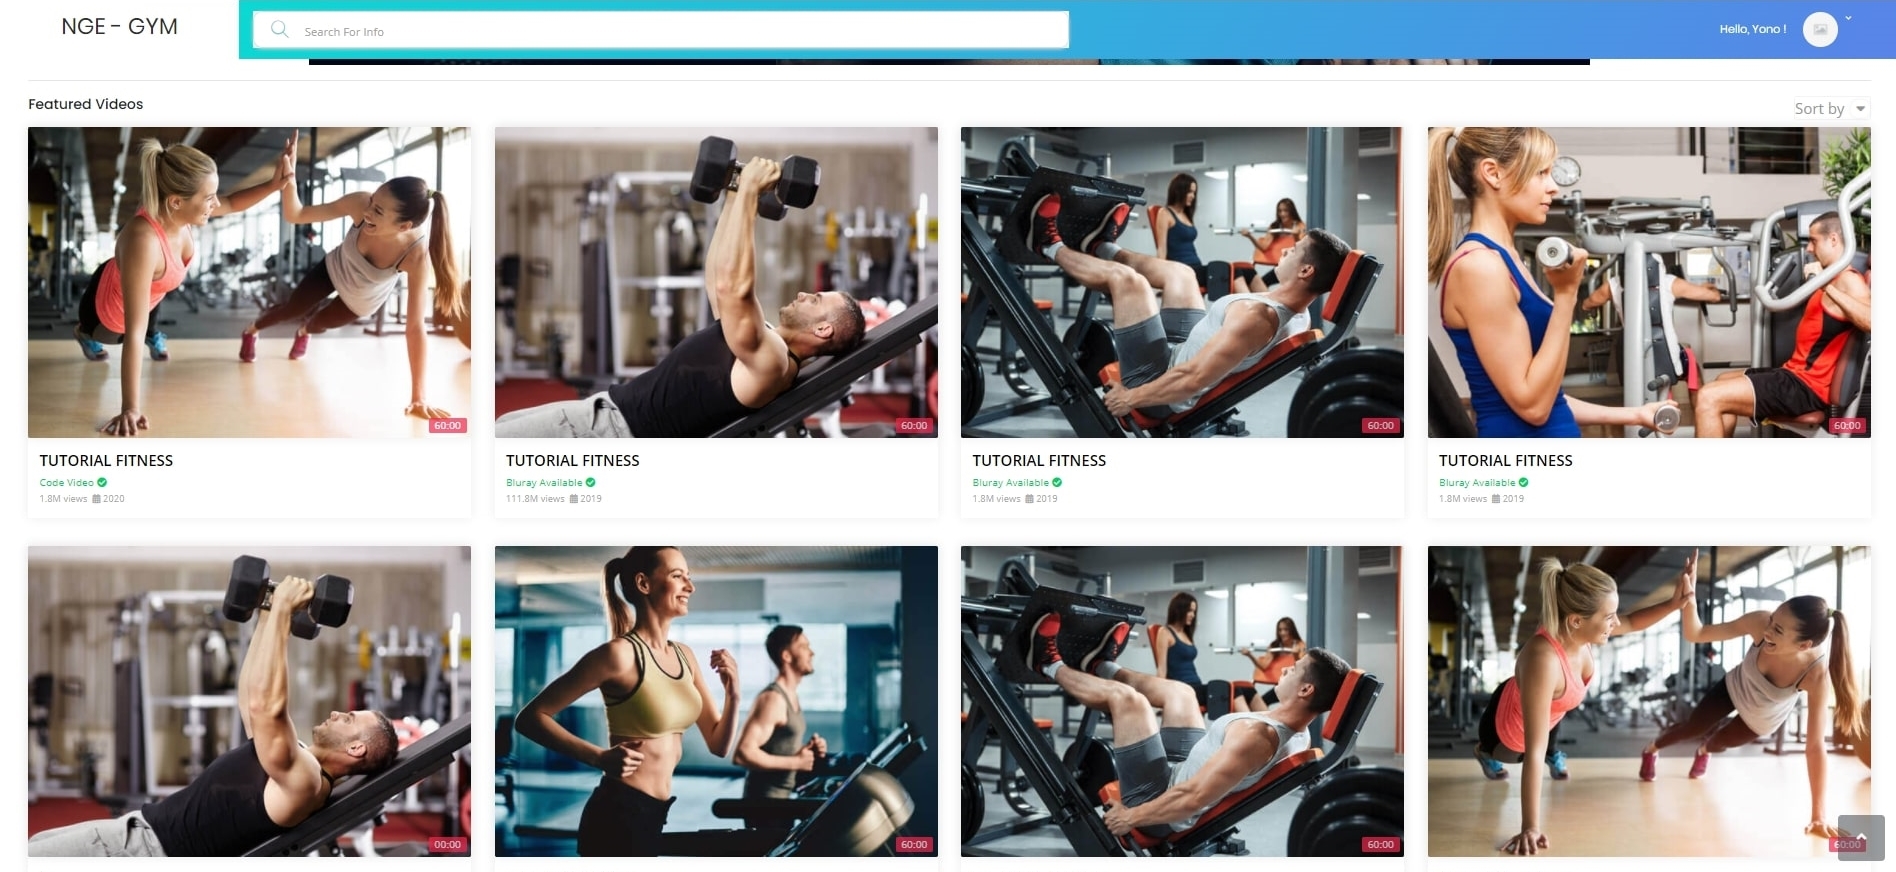 NGE - GYM
Search For Info
Hello, Yono !
Featured Videos
Sort by
60:00
60:00
60:00
60:00
TUTORIAL FITNESS
Code Video
1.8M views 2020
TUTORIAL FITNESS
Bluray Available
111.8M views 2019
TUTORIAL FITNESS
Bluray Available
1.8M views 2019
TUTORIAL FITNESS
Bluray Available
1.8M views 2019
00:00
60:00
60:00
60:00